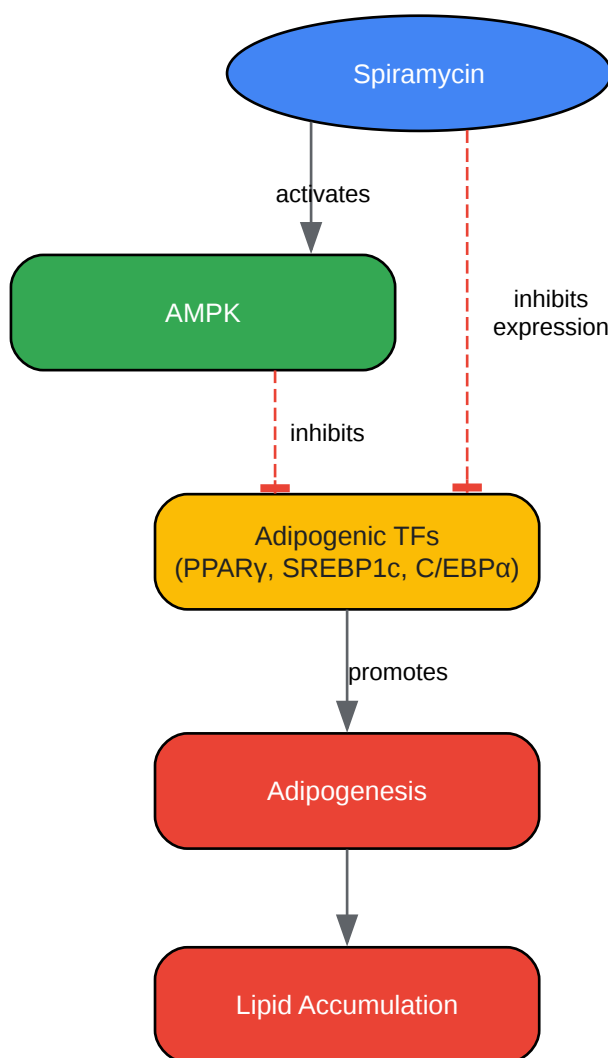 Spiramycin
activates
AMPK
inhibits
expression
inhibits
Adipogenic TFs
(PPARγ, SREBP1c, C/EBPα)
promotes
Adipogenesis
Lipid Accumulation